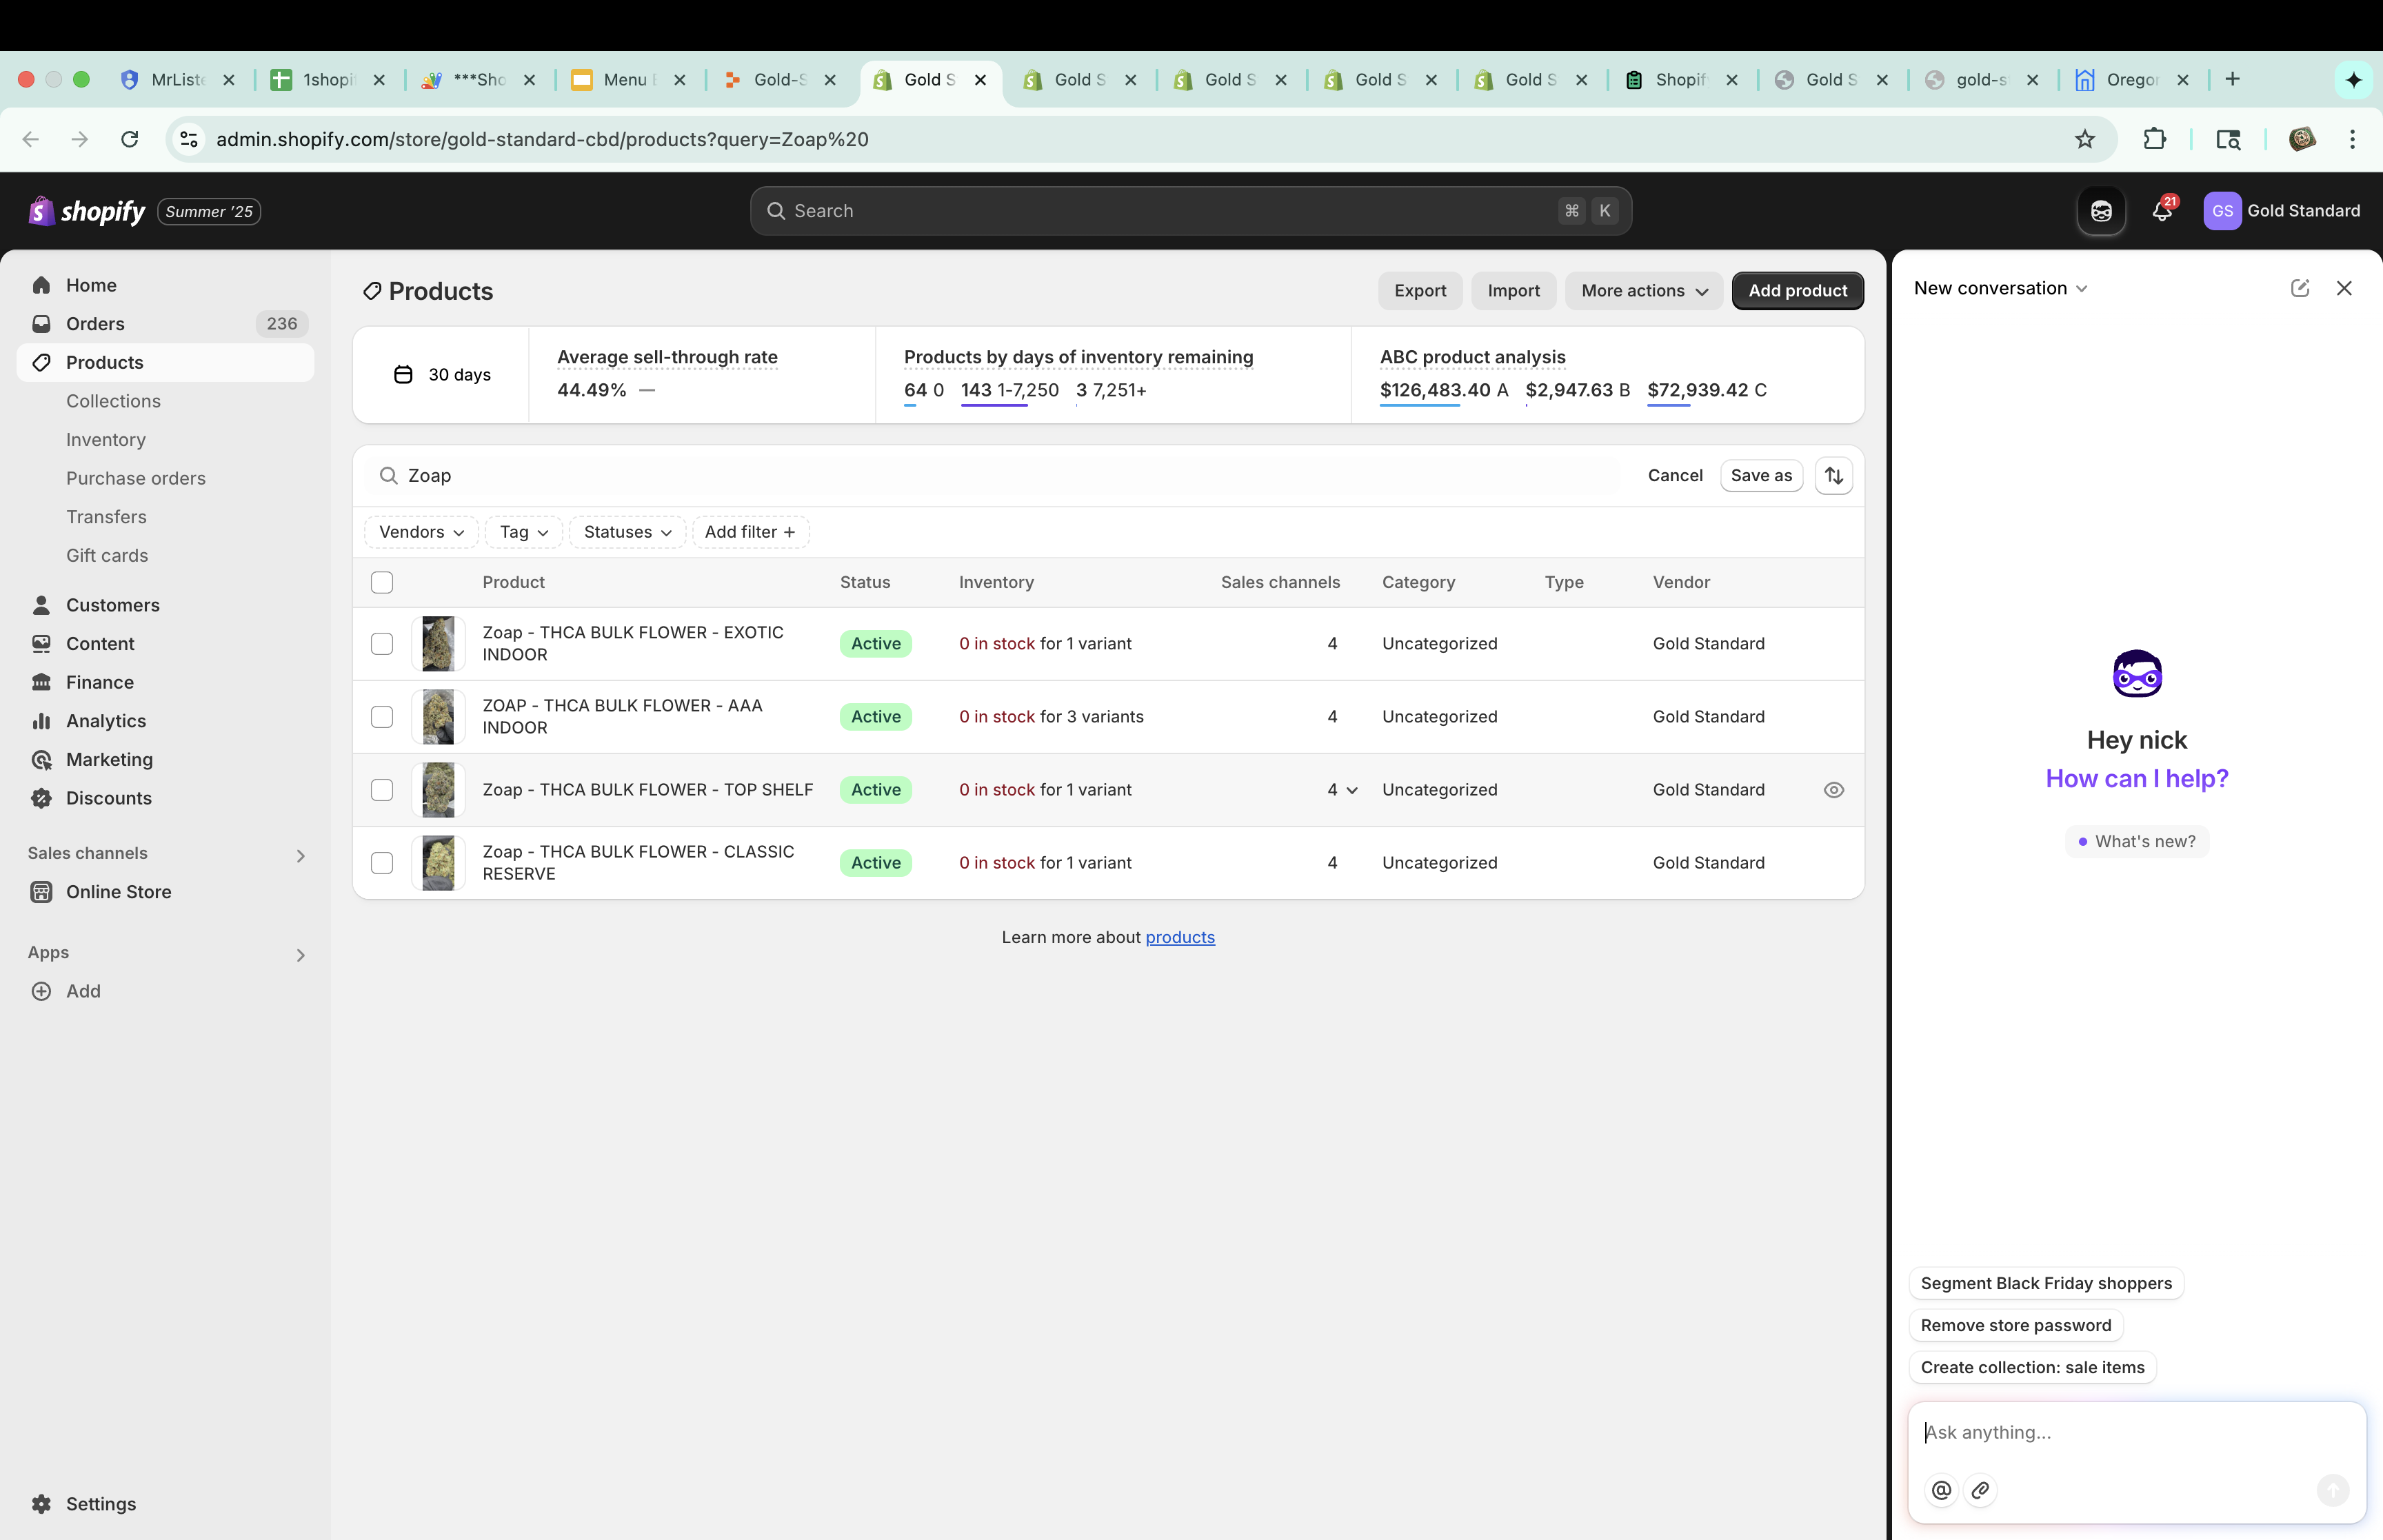 MrListe
1shopi
***Sho
Menu
Gold-S
Gold S
Gold S
Gold S
Gold S
Gold S
Shopif
Gold S
gold-s
Orego
admin.shopify.com/store/gold-standard-cbd/products?query=Zoap%20
shopify
Summer '25
Search
⌘ K
21
GS
Gold Standard
Home
Orders 236
Products
Collections
Inventory
Purchase orders
Transfers
Gift cards
Customers
Content
Finance
Analytics
Marketing
Discounts
Sales channels
Online Store
Apps
Add
Settings
Products
Export
Import
More actions
Add product
30 days
Average sell-through rate
44.49% —
Products by days of inventory remaining
64 0 143 1-7,250 3 7,251+
ABC product analysis
$126,483.40 A $2,947.63 B $72,939.42 C
Zoap
Cancel
Save as
Vendors
Tag
Statuses
Add filter +
Product Status Inventory Sales channels Category Type Vendor
Zoap - THCA BULK FLOWER - EXOTIC
INDOOR
Active 0 in stock for 1 variant 4 Uncategorized Gold Standard
ZOAP - THCA BULK FLOWER - AAA
INDOOR
Active 0 in stock for 3 variants 4 Uncategorized Gold Standard
Zoap - THCA BULK FLOWER - TOP SHELF Active 0 in stock for 1 variant 4 Uncategorized Gold Standard
Zoap - THCA BULK FLOWER - CLASSIC
RESERVE
Active 0 in stock for 1 variant 4 Uncategorized Gold Standard
Learn more about products
New conversation
Hey nick
How can I help?
What's new?
Segment Black Friday shoppers
Remove store password
Create collection: sale items
Ask anything...